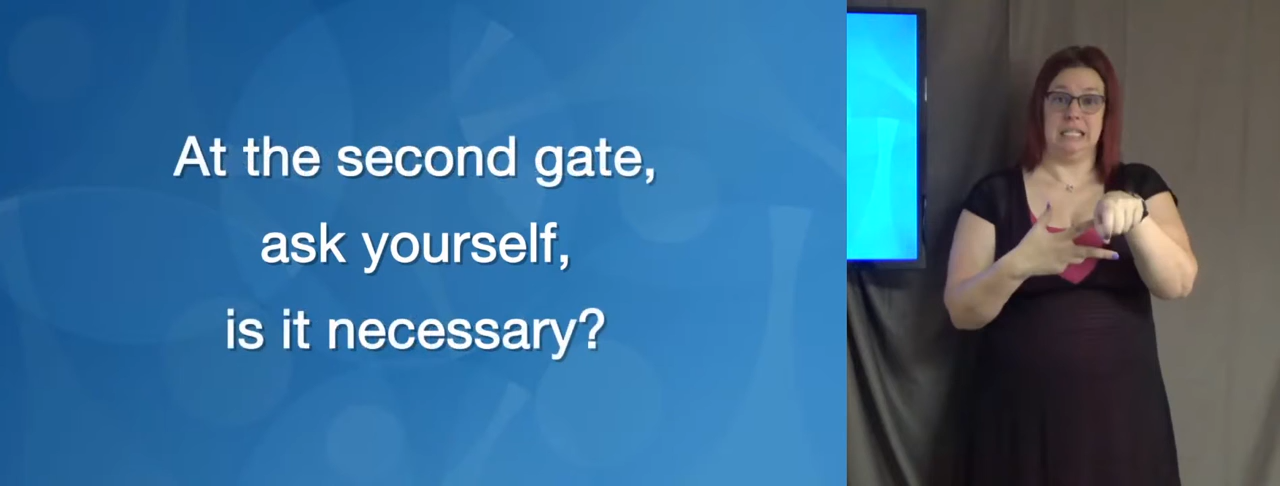 At the second gate,
ask yourself,
is it necessary?